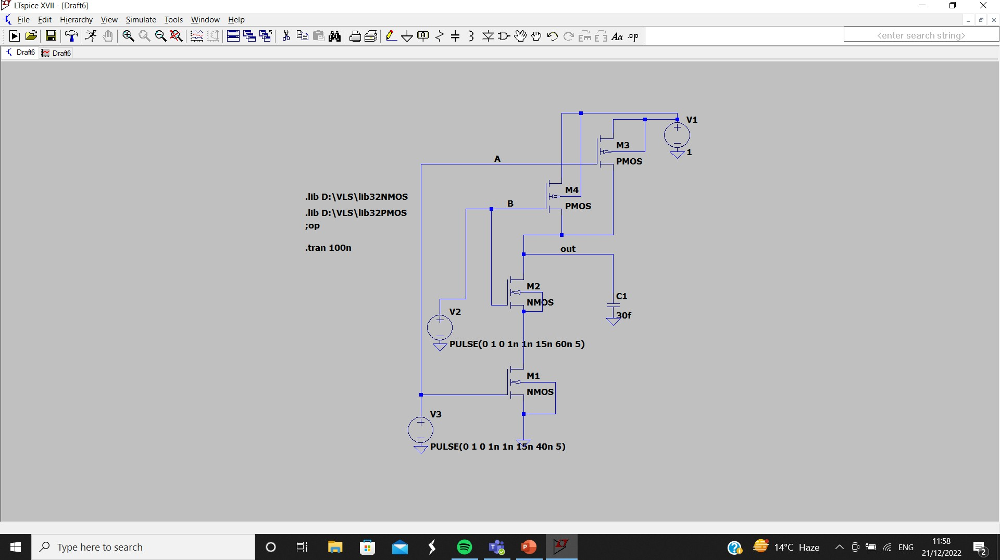 LTspice XVII - [Draft6]
File Edit Hierarchy View Simulate Tools Window Help
<enter search string>
Draft6 Draft6
V1
1
M3
PMOS
A
M4
PMOS
B
.lib D:\VLS\lib32NMOS
.lib D:\VLS\lib32PMOS
;op
.tran 100n
out
M2
NMOS
C1
30f
V2
PULSE(0 1 0 1n 1n 15n 60n 5)
M1
NMOS
V3
PULSE(0 1 0 1n 1n 15n 40n 5)
Type here to search
14°C Haze
ENG
11:58
21/12/2022
2